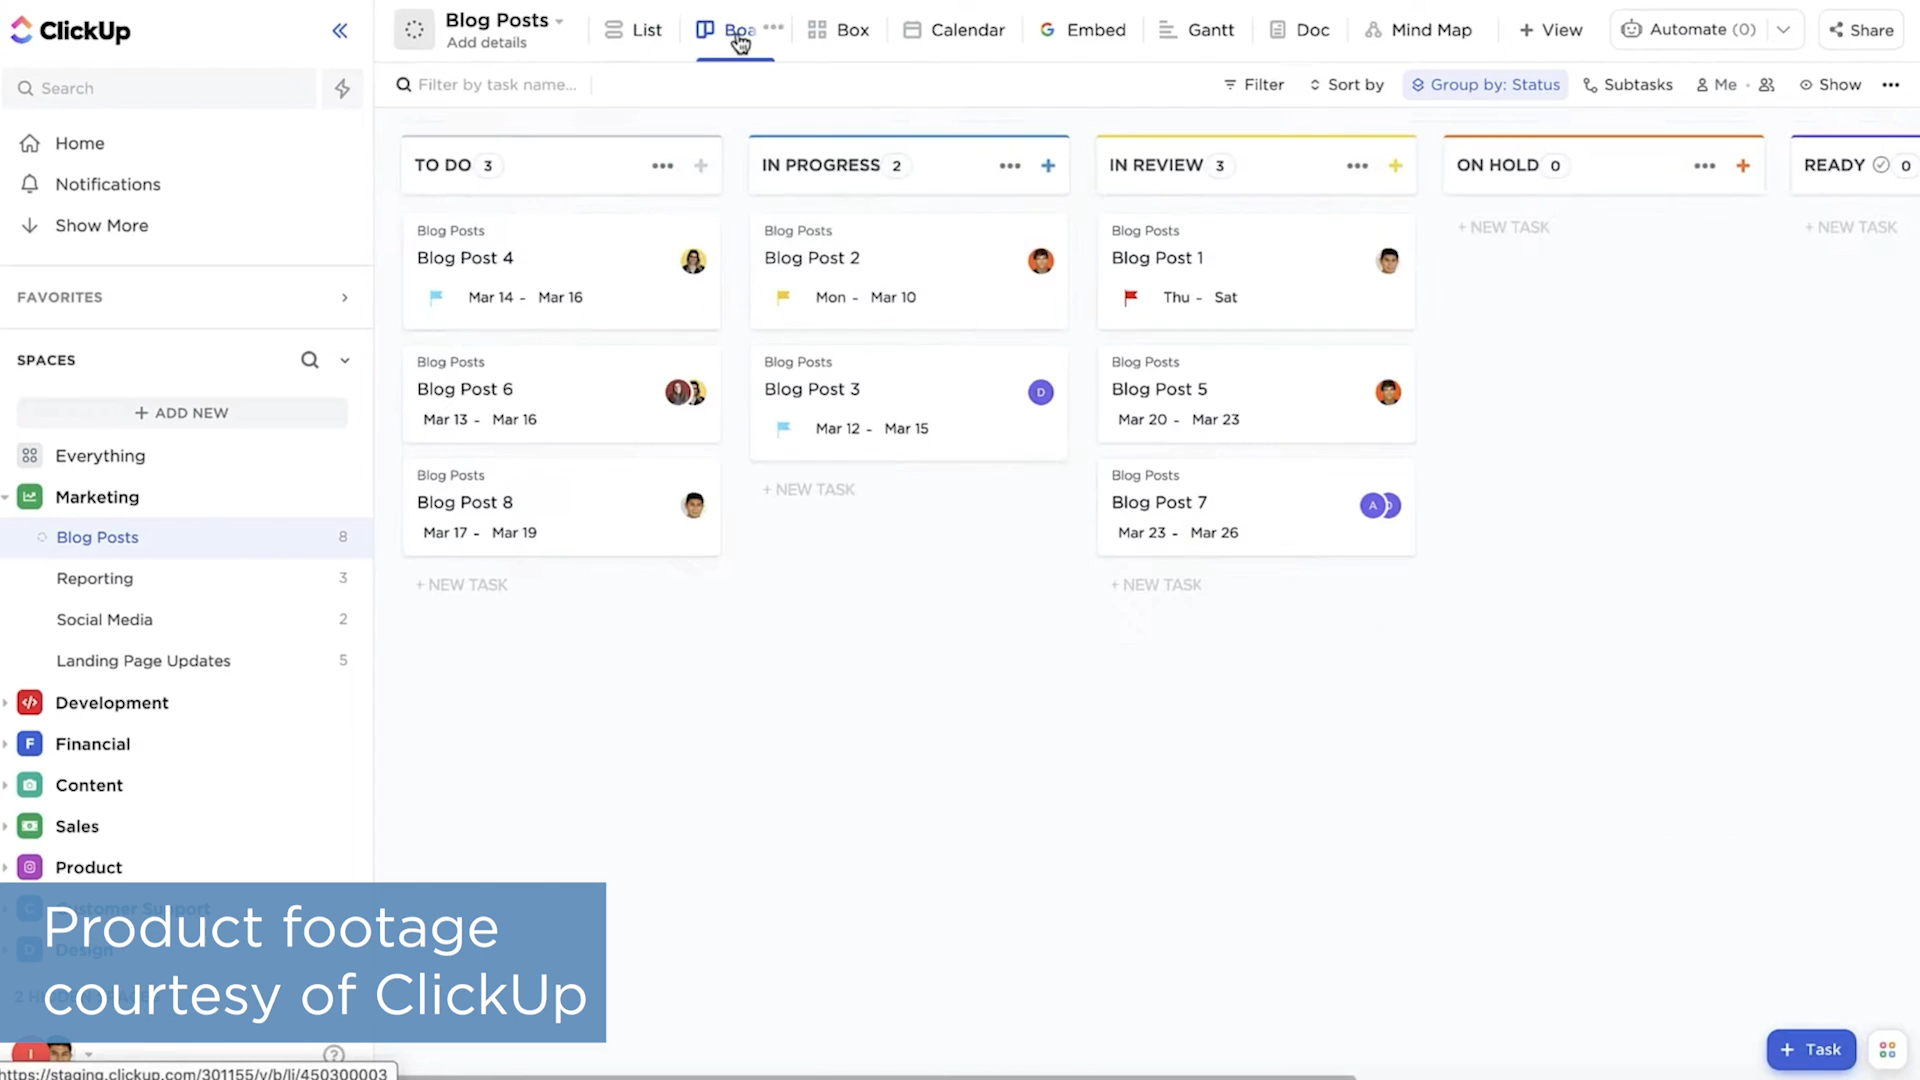 ClickUp
Search
Home
Notifications
Show More
FAVORITES
SPACES
+ ADD NEW
Everything
Marketing
Blog Posts 8
Reporting 3
Social Media 2
Landing Page Updates 5
Development
F Financial
Content
Sales
Product
C Customer Support
D Design
Product footage
courtesy of ClickUp
https://staging.clickup.com/301155/v/b/li/450300003
Blog Posts
Add details
List
Boa
Box
Calendar
Embed
Gantt
Doc
Mind Map
+ View
Automate (0)
Share
Filter by task name...
Filter
Sort by
Group by: Status
Subtasks
Me
Show
TO DO 3
Blog Posts
Blog Post 4
Mar 14 - Mar 16
Blog Posts
Blog Post 6
Mar 13 - Mar 16
Blog Posts
Blog Post 8
Mar 17 - Mar 19
+ NEW TASK
IN PROGRESS 2
Blog Posts
Blog Post 2
Mon - Mar 10
Blog Posts
Blog Post 3
D
Mar 12 - Mar 15
+ NEW TASK
IN REVIEW 3
Blog Posts
Blog Post 1
Thu - Sat
Blog Posts
Blog Post 5
Mar 20 - Mar 23
Blog Posts
Blog Post 7
A
Mar 23 - Mar 26
+ NEW TASK
ON HOLD 0
+ NEW TASK
READY 0
+ NEW TASK
+ Task